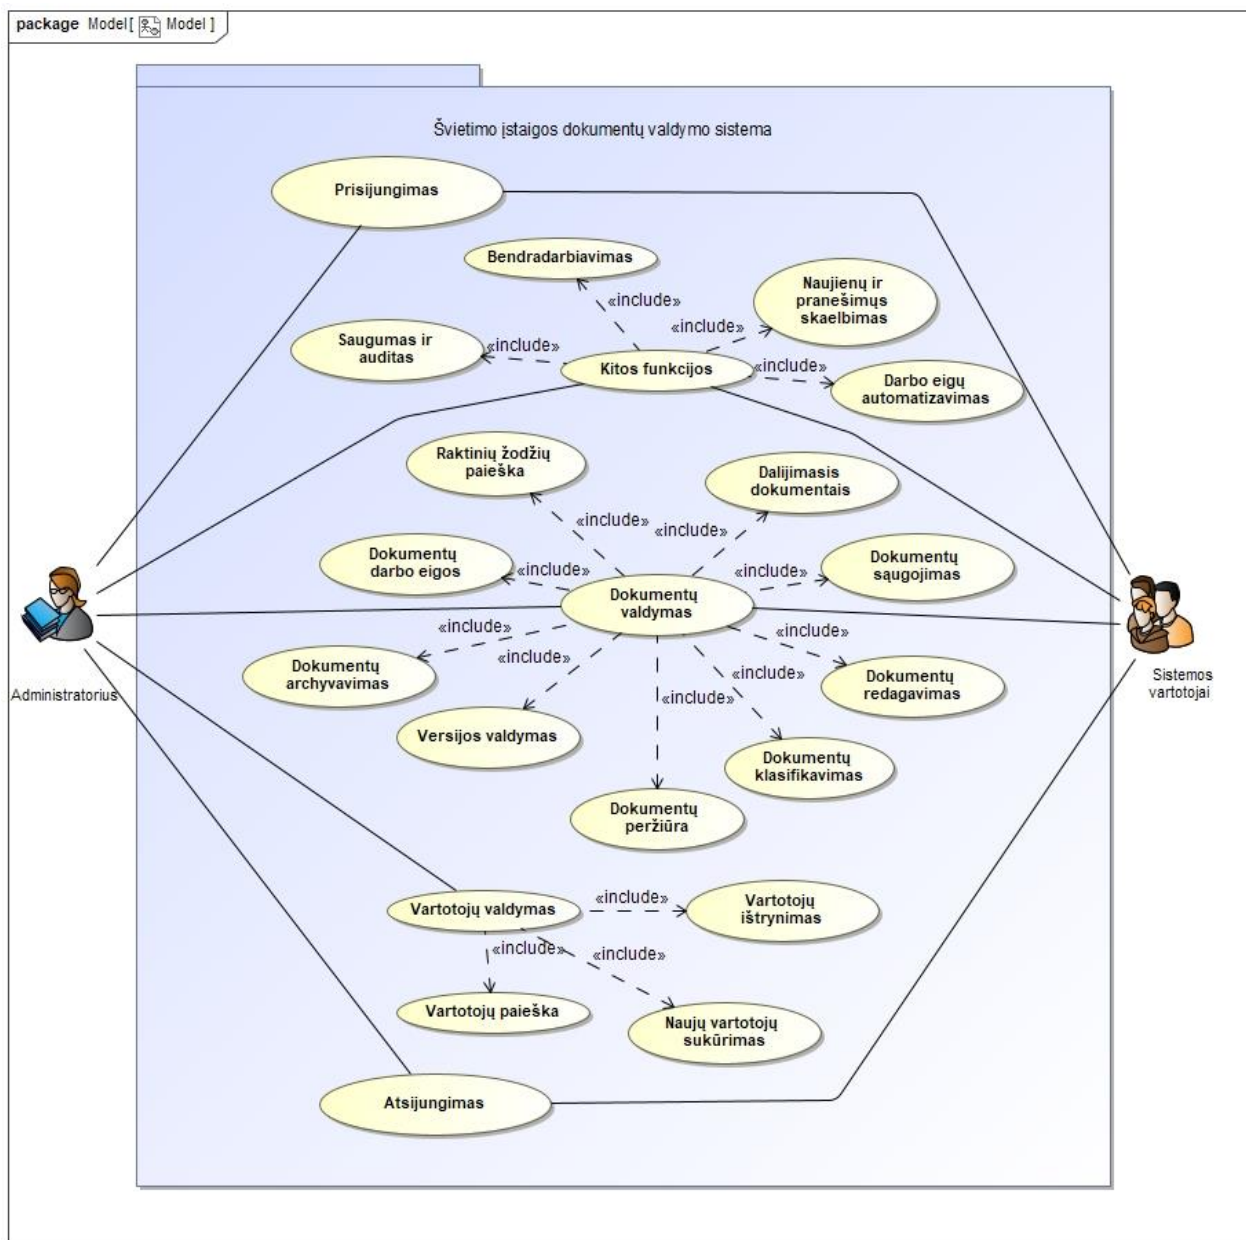 package Model[ Model ]
Švietimo įstaigos dokumentų valdymo sistema
Prisijungimas
Bendradarbiavimas
«include»
Naujienų ir
pranešimųs
skaelbimas
«include»
Saugumas ir
auditas
«include»
Kitos funkcijos
«include»
Darbo eigų
automatizavimas
Raktinių žodžių
paieška
Dalijimasis
dokumentais
«include»
«include»
Dokumentų
darbo eigos
«include»
Dokumentų
valdymas
«include»
Dokumentų
sąugojimas
«include»
«include»
«include»
«include»
«include»
Dokumentų
archyvavimas
Dokumentų
redagavimas
Administratorius
Sistemos
vartotojai
Versijos valdymas
Dokumentų
klasifikavimas
Dokumentų
peržiūra
Vartotojų valdymas
«include»
Vartotojų
ištrynimas
«include»
«include»
Vartotojų paieška
Naujų vartotojų
sukūrimas
Atsijungimas